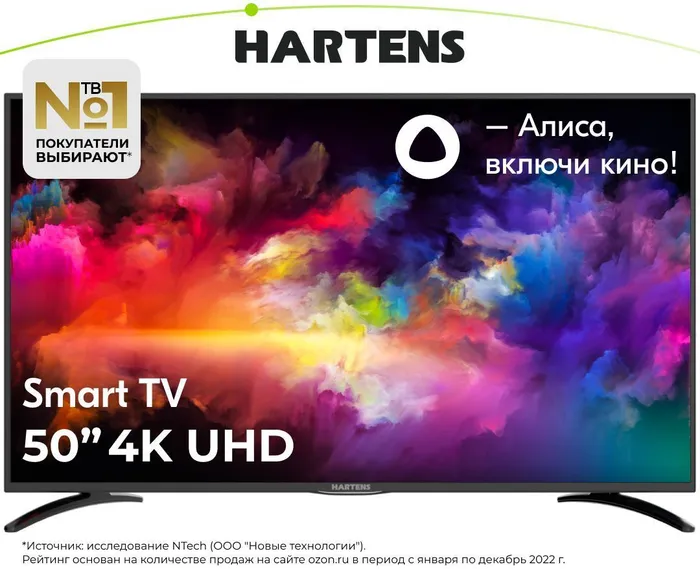 HARTENS
ТВ
№1
ПОКУПАТЕЛИ
ВЫБИРАЮТ*
— Алиса,
включи кино!
Smart TV
50” 4K UHD
HARTENS
*Источник: исследование NTech (ООО "Новые технологии").
Рейтинг основан на количестве продаж на сайте ozon.ru в период с января по декабрь 2022 г.